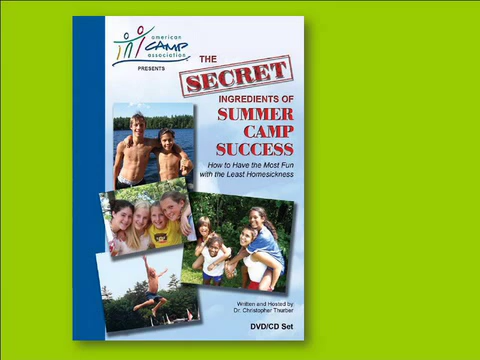 american
CAMP
association
PRESENTS
THE
SECRET
INGREDIENTS OF
SUMMER
CAMP
SUCCESS
How to Have the Most Fun
with the Least Homesickness
Written and Hosted by
Dr. Christopher Thurber
DVD/CD Set